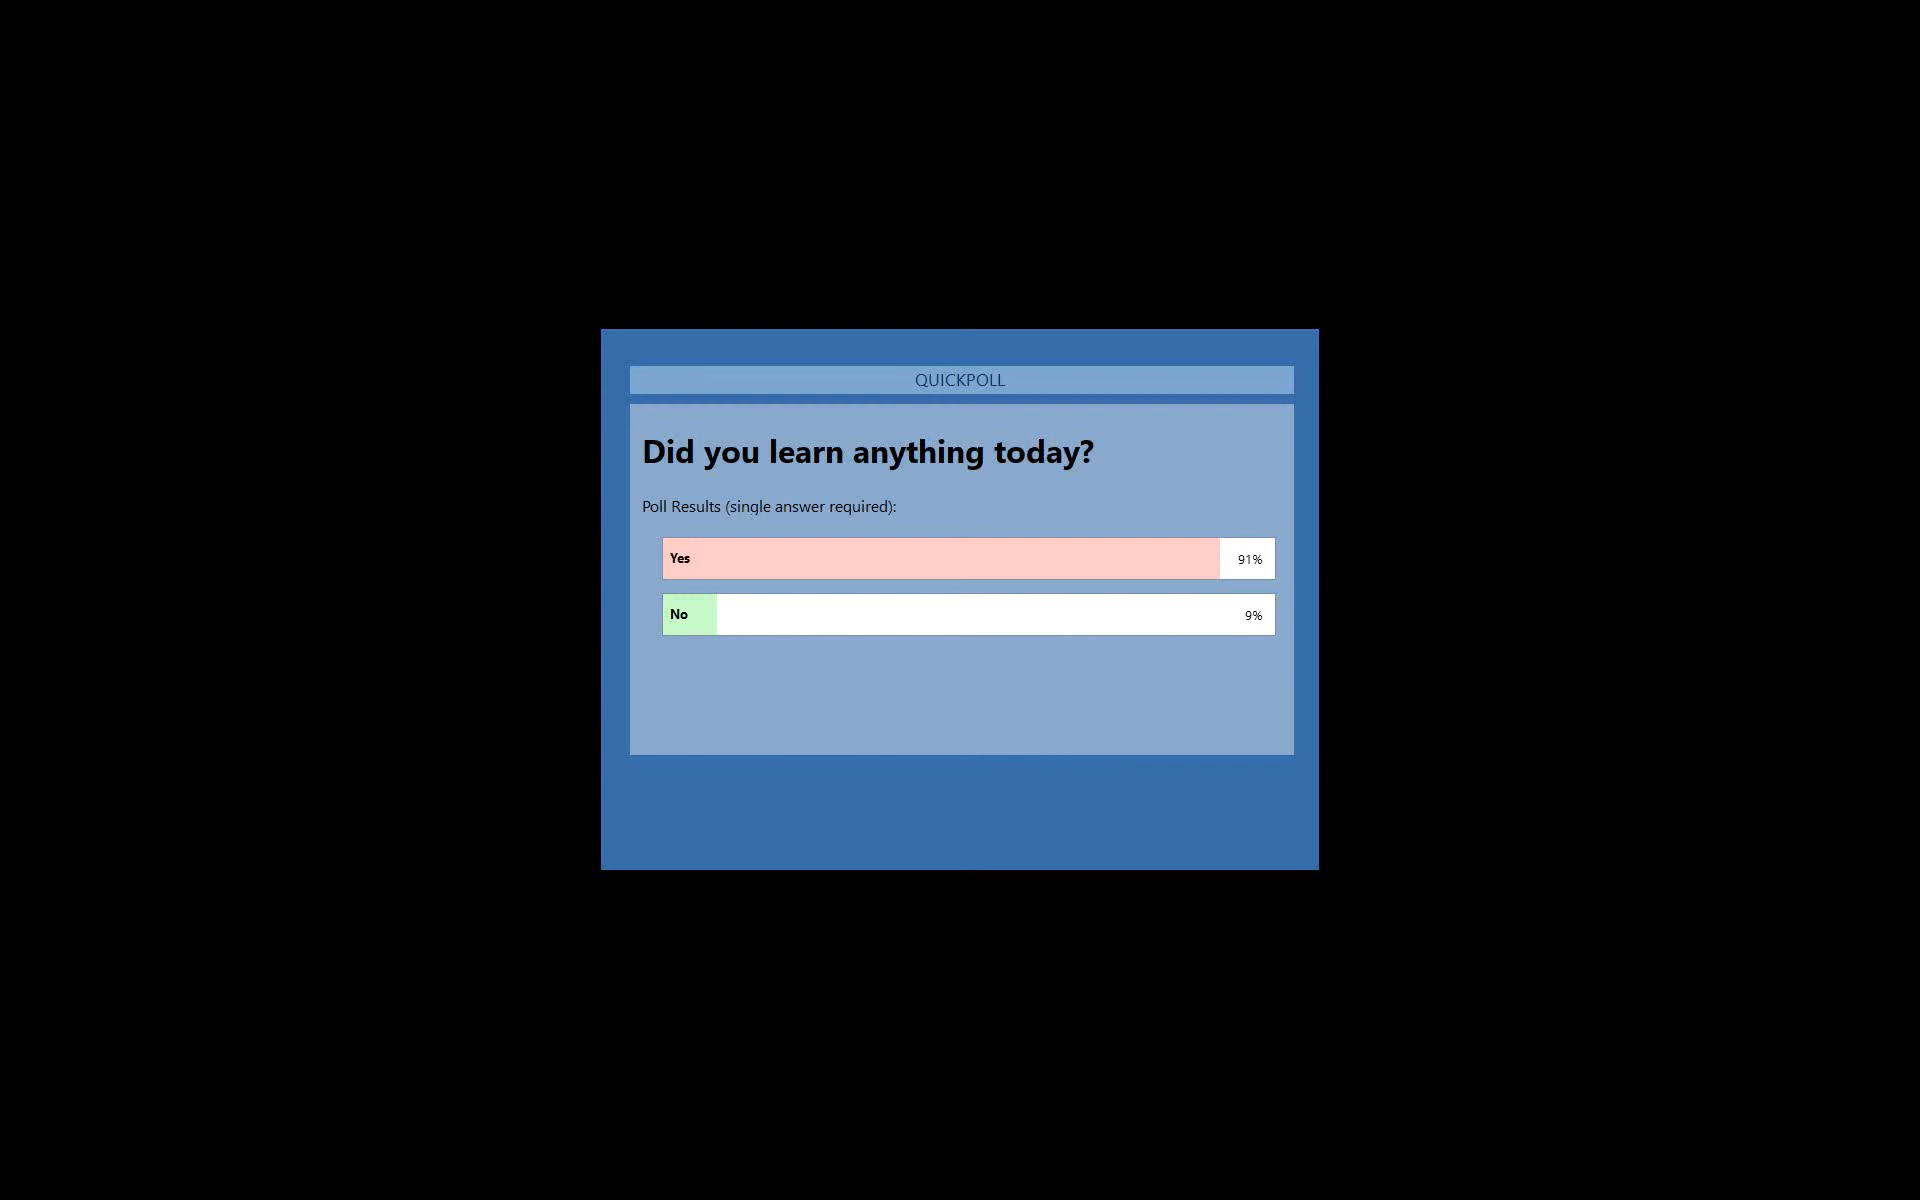 QUICKPOLL
Did you learn anything today?
Poll Results (single answer required):
Yes 91%
No 9%